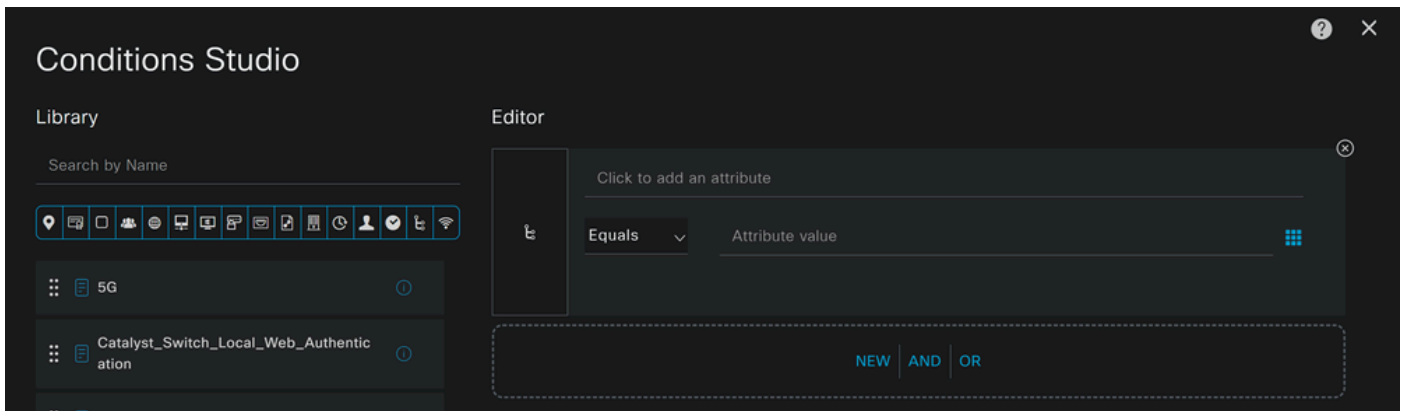 Conditions Studio
Library
Search by Name
5G
Catalyst_Switch_Local_Web_Authentic
ation
Editor
Click to add an attribute
Equals
Attribute value
NEW AND OR